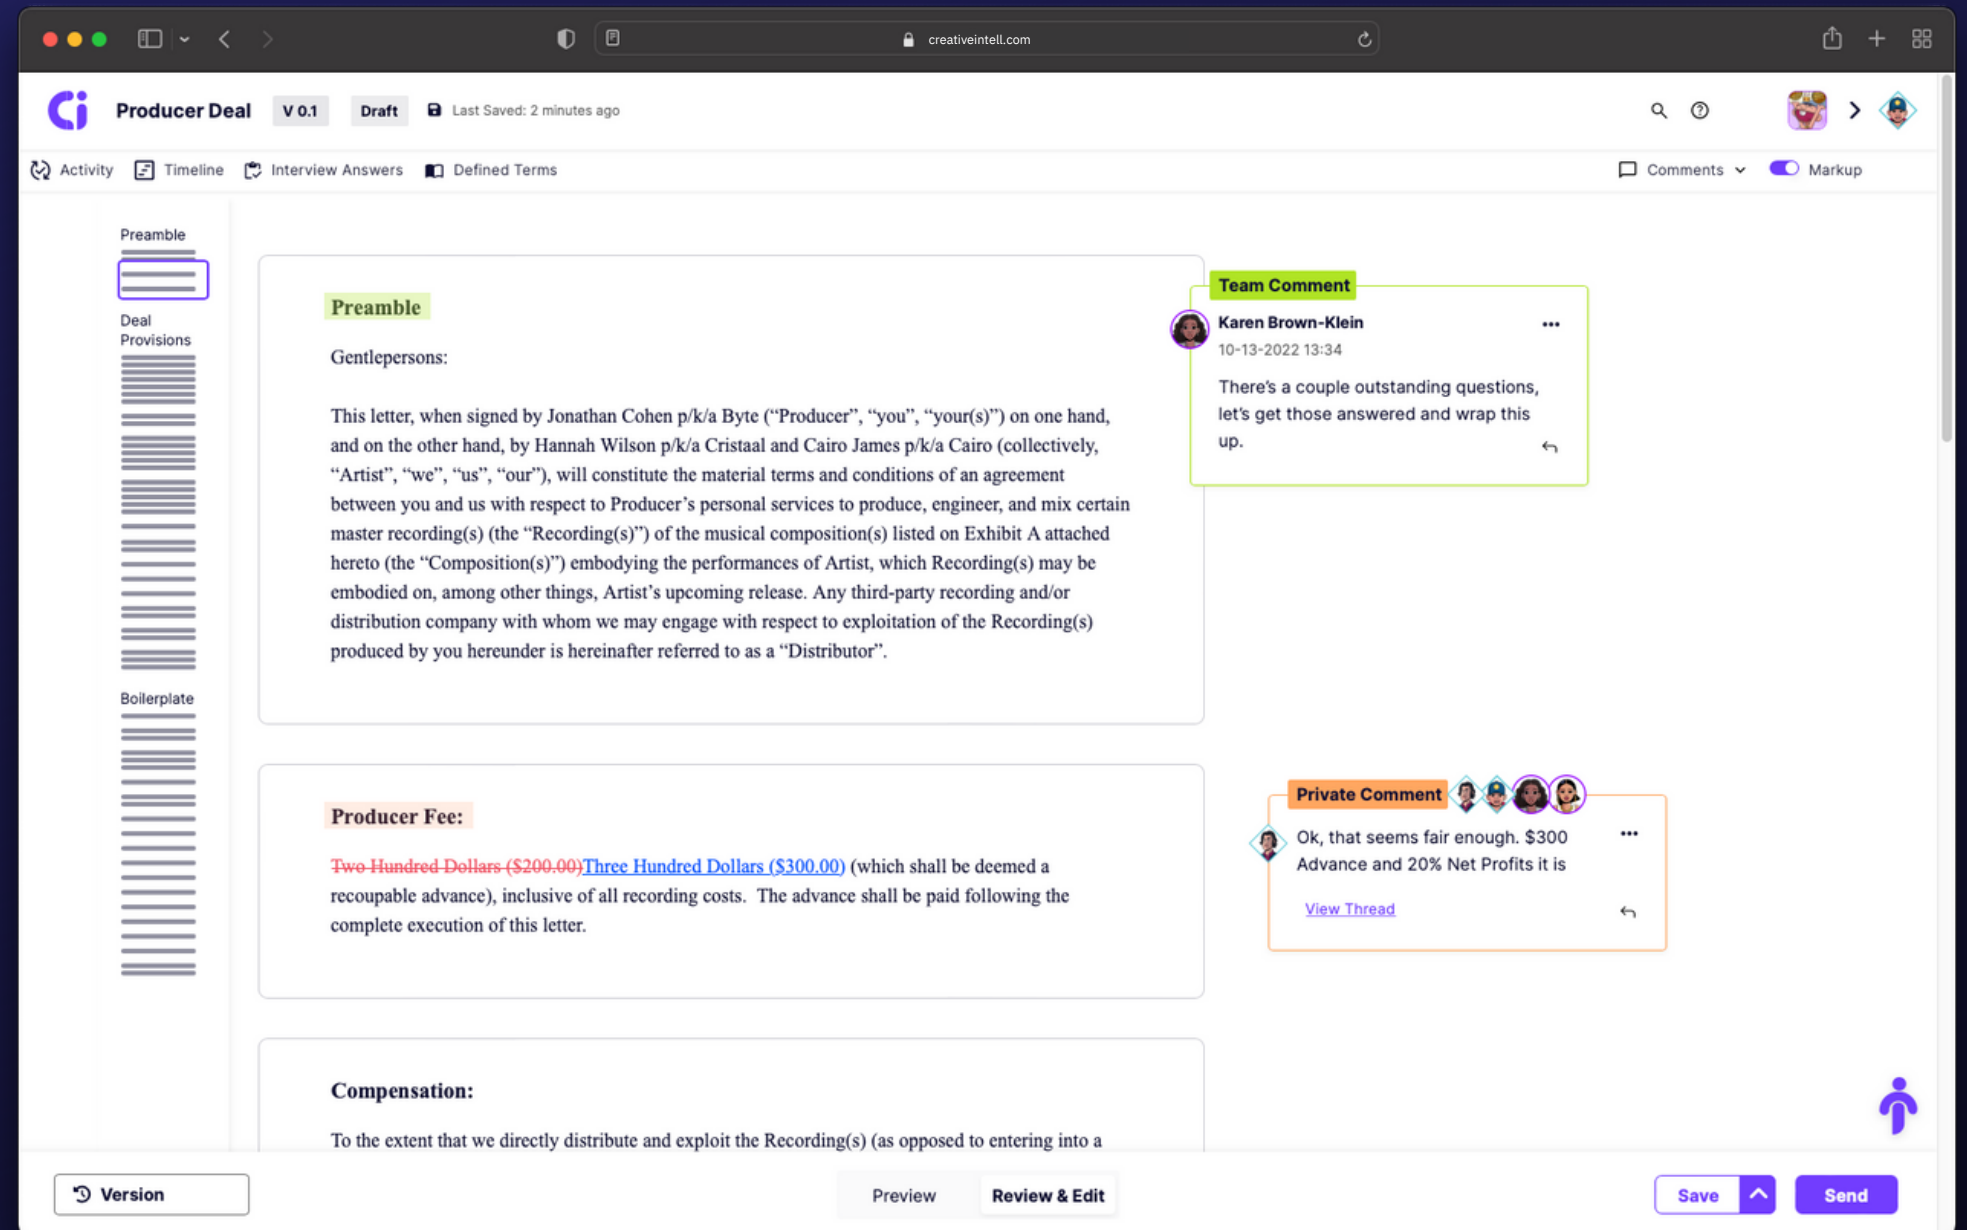 creativeintell.com
Ci
Producer Deal
V 0.1
Draft
Last Saved: 2 minutes ago
Activity
Timeline
Interview Answers
Defined Terms
Comments
Markup
Preamble
Deal
Provisions
Boilerplate
Preamble
Gentlepersons:
This letter, when signed by Jonathan Cohen p/k/a Byte (“Producer”, “you”, “your(s)”) on one hand,
and on the other hand, by Hannah Wilson p/k/a Cristaal and Cairo James p/k/a Cairo (collectively,
“Artist”, “we”, “us”, “our”), will constitute the material terms and conditions of an agreement
between you and us with respect to Producer’s personal services to produce, engineer, and mix certain
master recording(s) (the “Recording(s)”) of the musical composition(s) listed on Exhibit A attached
hereto (the “Composition(s)”) embodying the performances of Artist, which Recording(s) may be
embodied on, among other things, Artist’s upcoming release. Any third-party recording and/or
distribution company with whom we may engage with respect to exploitation of the Recording(s)
produced by you hereunder is hereinafter referred to as a “Distributor”.
Team Comment
Karen Brown-Klein
10-13-2022 13:34
There’s a couple outstanding questions,
let’s get those answered and wrap this
up.
Producer Fee:
Two Hundred Dollars ($200.00)Three Hundred Dollars ($300.00) (which shall be deemed a
recoupable advance), inclusive of all recording costs.  The advance shall be paid following the
complete execution of this letter.
Private Comment
Ok, that seems fair enough. $300
Advance and 20% Net Profits it is
View Thread
Compensation:
To the extent that we directly distribute and exploit the Recording(s) (as opposed to entering into a
Version
Preview
Review & Edit
Save
Send